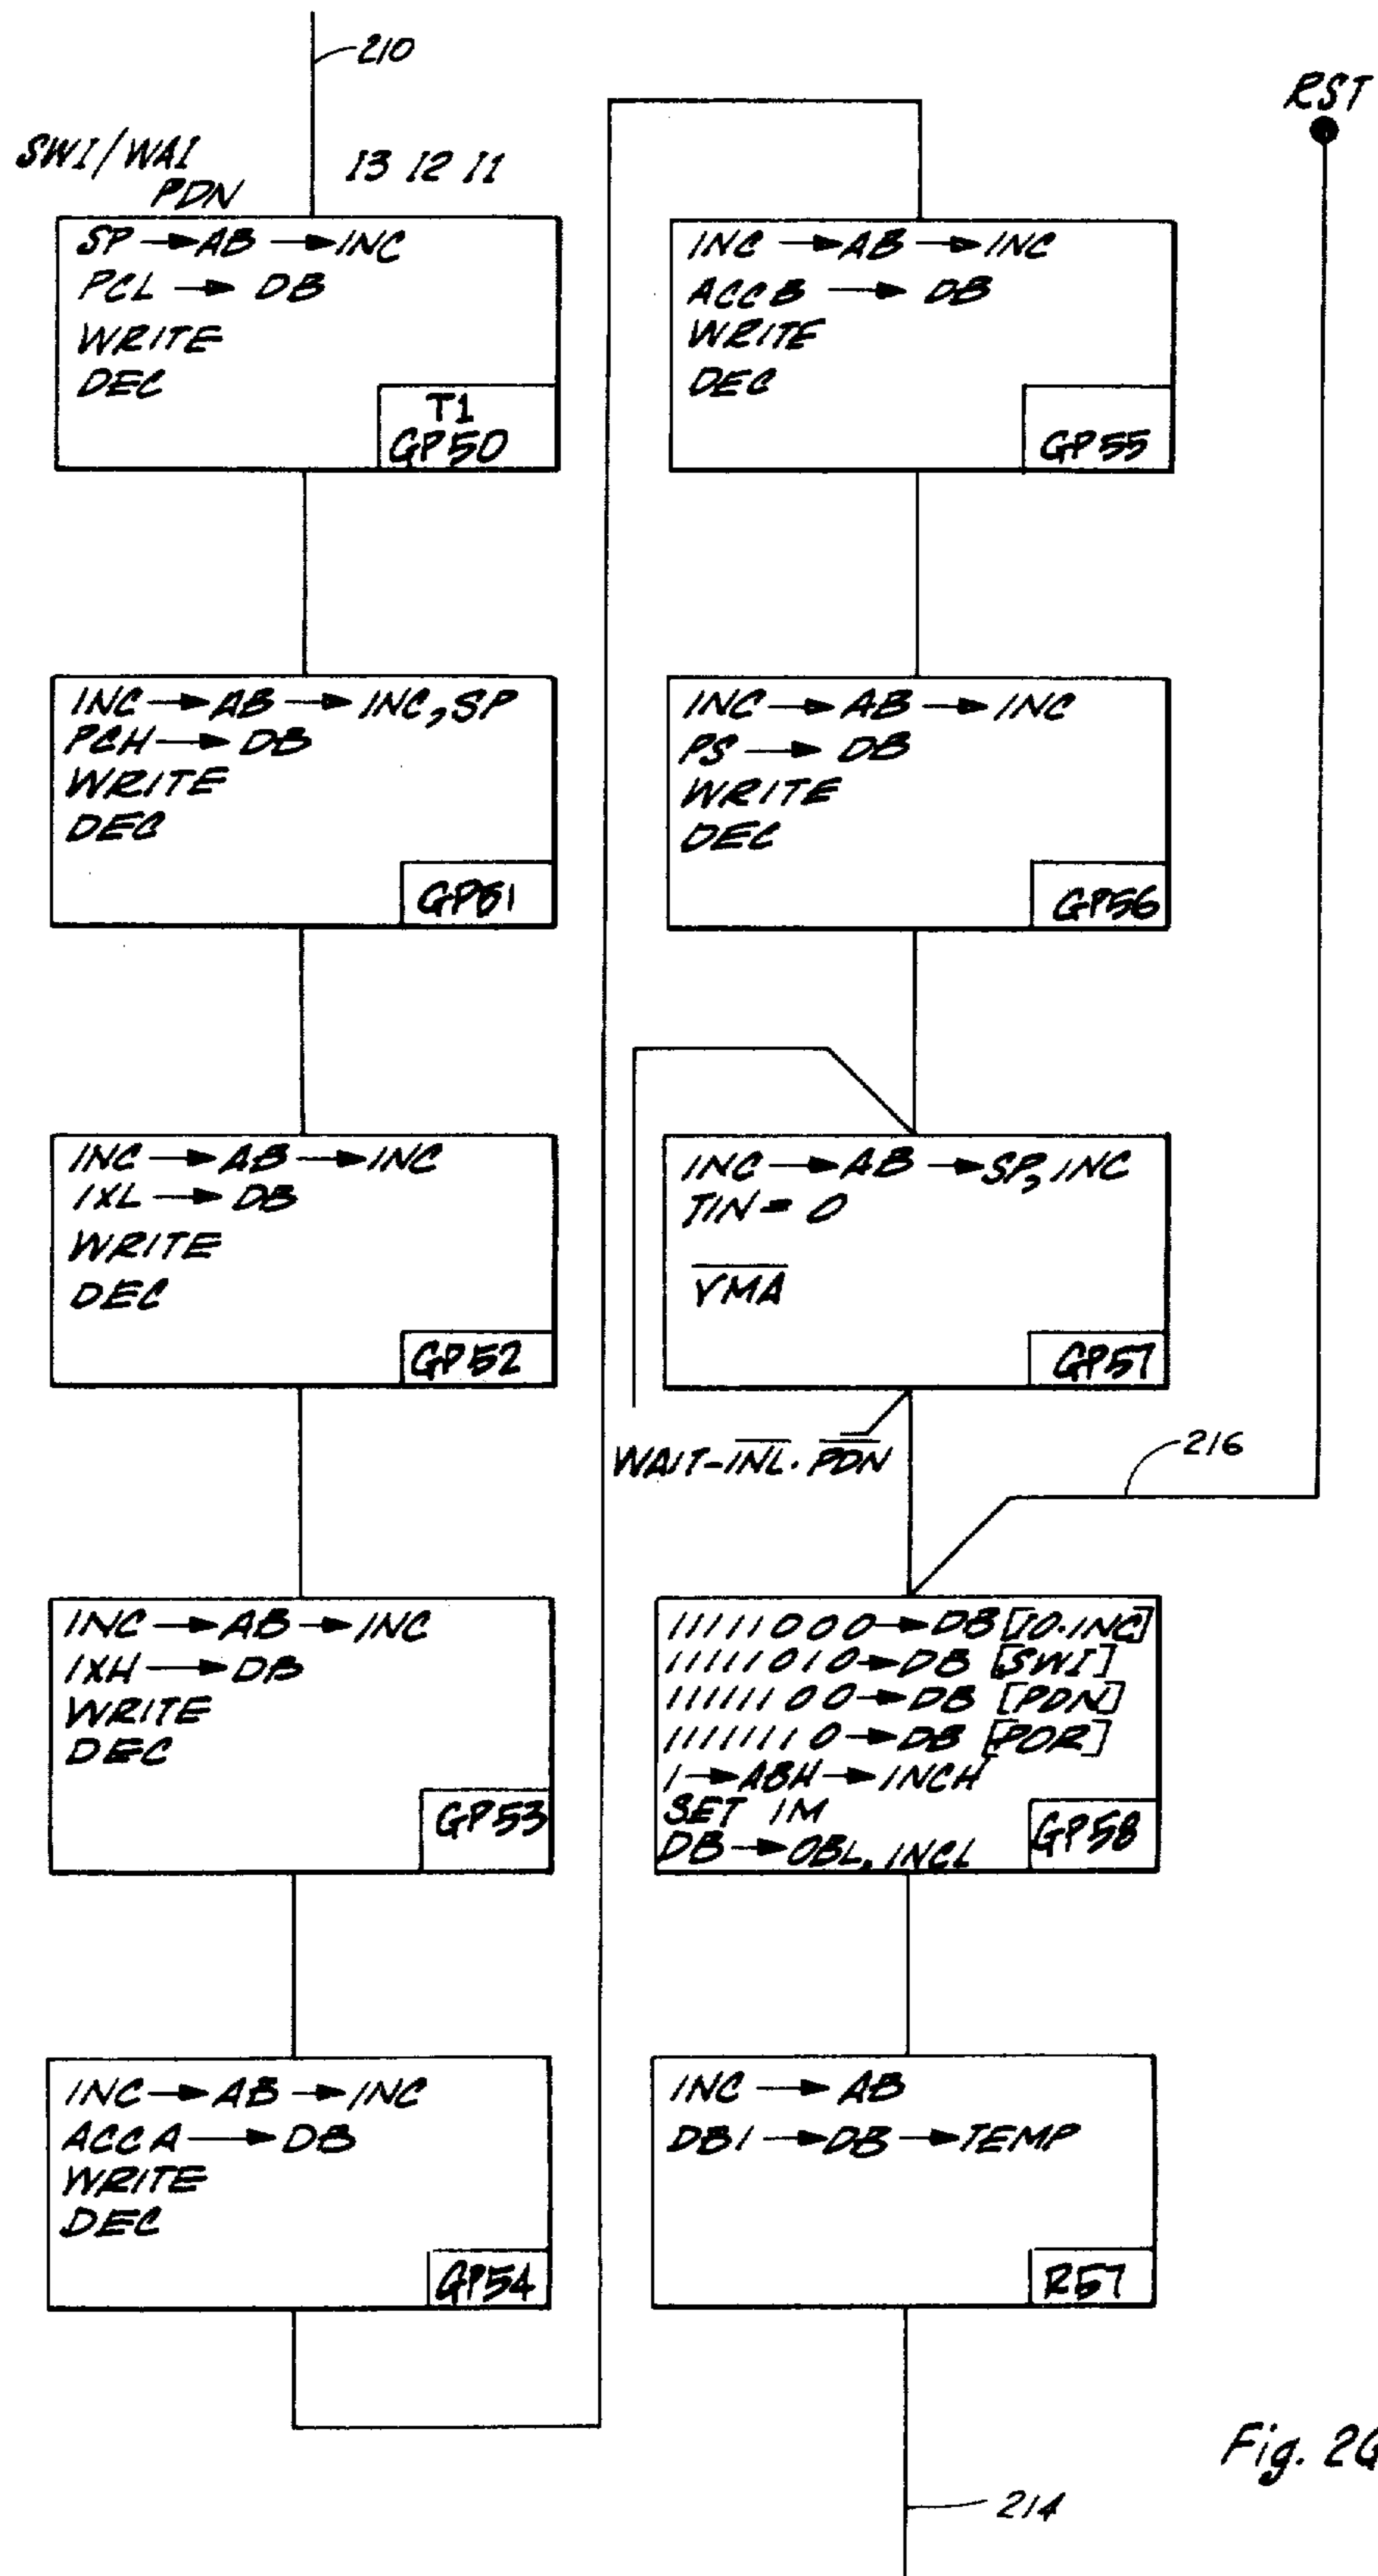 210
SWI/WAI
PDN
I3 I2 I1
SP → AB → INC
PCL → DB
WRITE
DEC
T1
GP50
INC → AB → INC, SP
PCH → DB
WRITE
DEC
GP51
INC → AB → INC
IXL → DB
WRITE
DEC
GP52
INC → AB → INC
IXH → DB
WRITE
DEC
GP53
INC → AB → INC
ACCA → DB
WRITE
DEC
GP54
INC → AB → INC
ACCB → DB
WRITE
DEC
GP55
INC → AB → INC
PS → DB
WRITE
DEC
GP56
INC → AB → SP, INC
TIN = 0
VMA
GP57
WAIT-INL·PDN
RST
216
11111000 → DB [IO·INC]
11111010 → DB [SWI]
11111100 → DB [PDN]
11111110 → DB [POR]
1 → ABH → INCH
SET IM
DB → OBL, INCL
GP58
INC → AB
DBI → DB → TEMP
R57
214